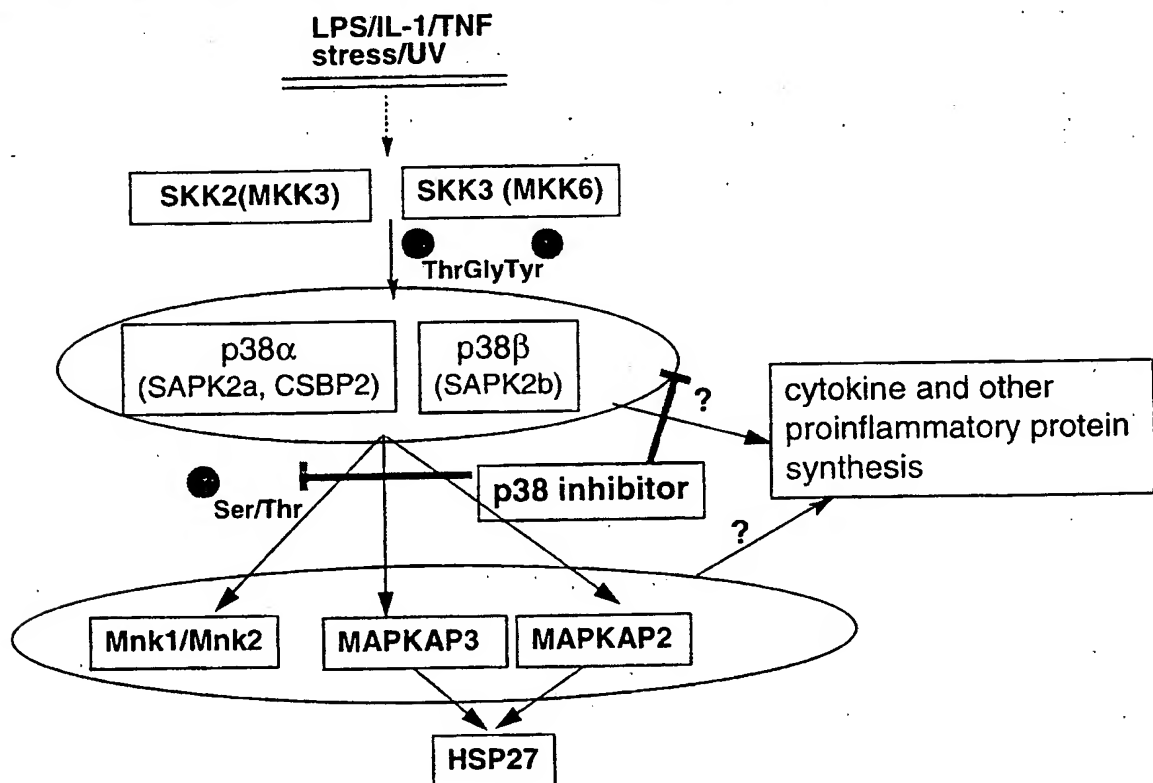 LPS/IL-1/TNF
stress/UV
SKK2(MKK3)
SKK3 (MKK6)
ThrGlyTyr
p38α
(SAPK2a, CSBP2)
p38β
(SAPK2b)
?
cytokine and other
proinflammatory protein
synthesis
p38 inhibitor
Ser/Thr
?
Mnk1/Mnk2
MAPKAP3
MAPKAP2
HSP27